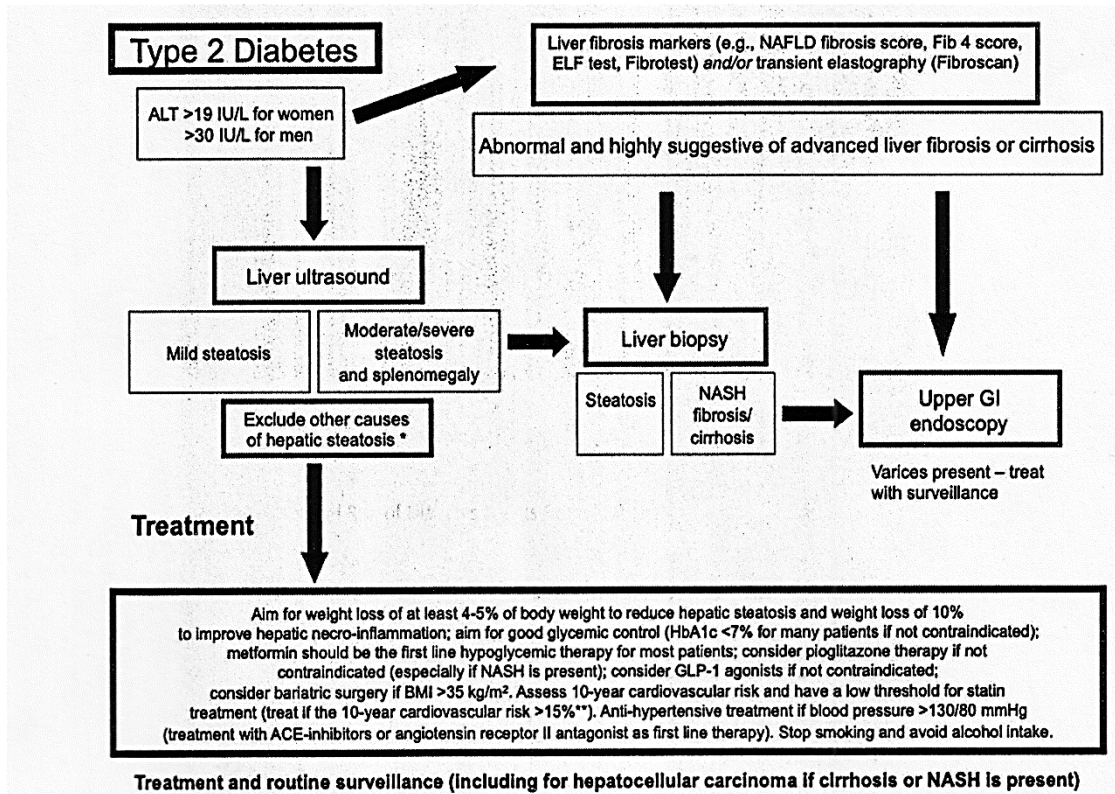 Type 2 Diabetes
ALT >19 IU/L for women
>30 IU/L for men
Liver fibrosis markers (e.g., NAFLD fibrosis score, Fib 4 score,
ELF test, Fibrotest) and/or transient elastography (Fibroscan)
Abnormal and highly suggestive of advanced liver fibrosis or cirrhosis
Liver ultrasound
Mild steatosis
Moderate/severe
steatosis
and splenomegaly
Exclude other causes
of hepatic steatosis *
Liver biopsy
Steatosis
NASH
fibrosis/
cirrhosis
Upper GI
endoscopy
Varices present – treat
with surveillance
Treatment
Aim for weight loss of at least 4-5% of body weight to reduce hepatic steatosis and weight loss of 10%
to improve hepatic necro-inflammation; aim for good glycemic control (HbA1c <7% for many patients if not contraindicated);
metformin should be the first line hypoglycemic therapy for most patients; consider pioglitazone therapy if not
contraindicated (especially if NASH is present); consider GLP-1 agonists if not contraindicated;
consider bariatric surgery if BMI >35 kg/m². Assess 10-year cardiovascular risk and have a low threshold for statin
treatment (treat if the 10-year cardiovascular risk >15%**). Anti-hypertensive treatment if blood pressure >130/80 mmHg
(treatment with ACE-inhibitors or angiotensin receptor II antagonist as first line therapy). Stop smoking and avoid alcohol intake.
Treatment and routine surveillance (including for hepatocellular carcinoma if cirrhosis or NASH is present)